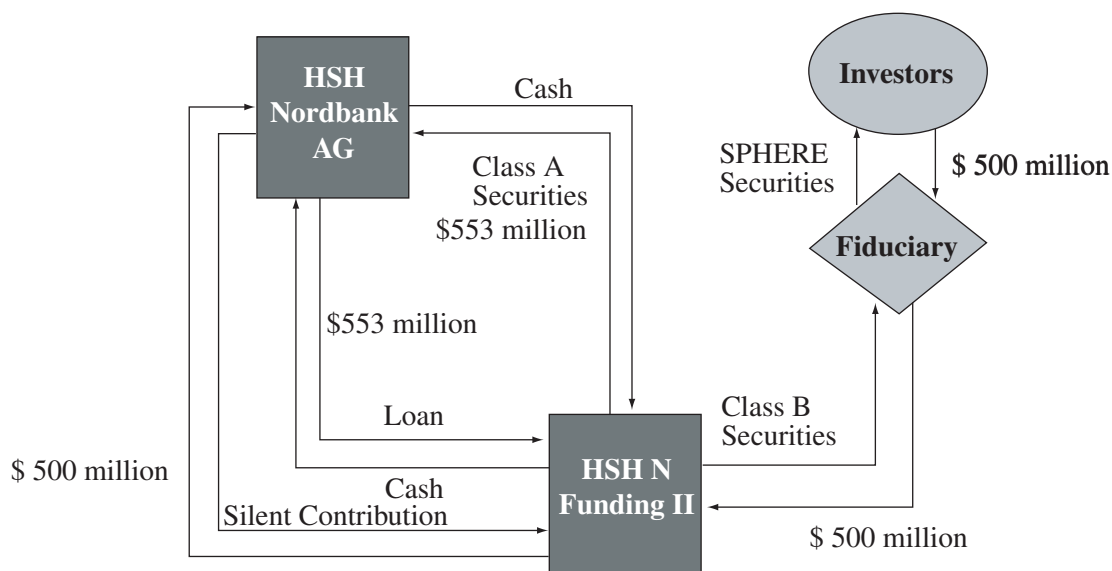 HSH
Nordbank
AG
Cash
Class A
Securities
$553 million
Investors
SPHERE
Securities
$ 500 million
Fiduciary
$553 million
Loan
Class B
Securities
$ 500 million
Cash
Silent Contribution
HSH N
Funding II
$ 500 million